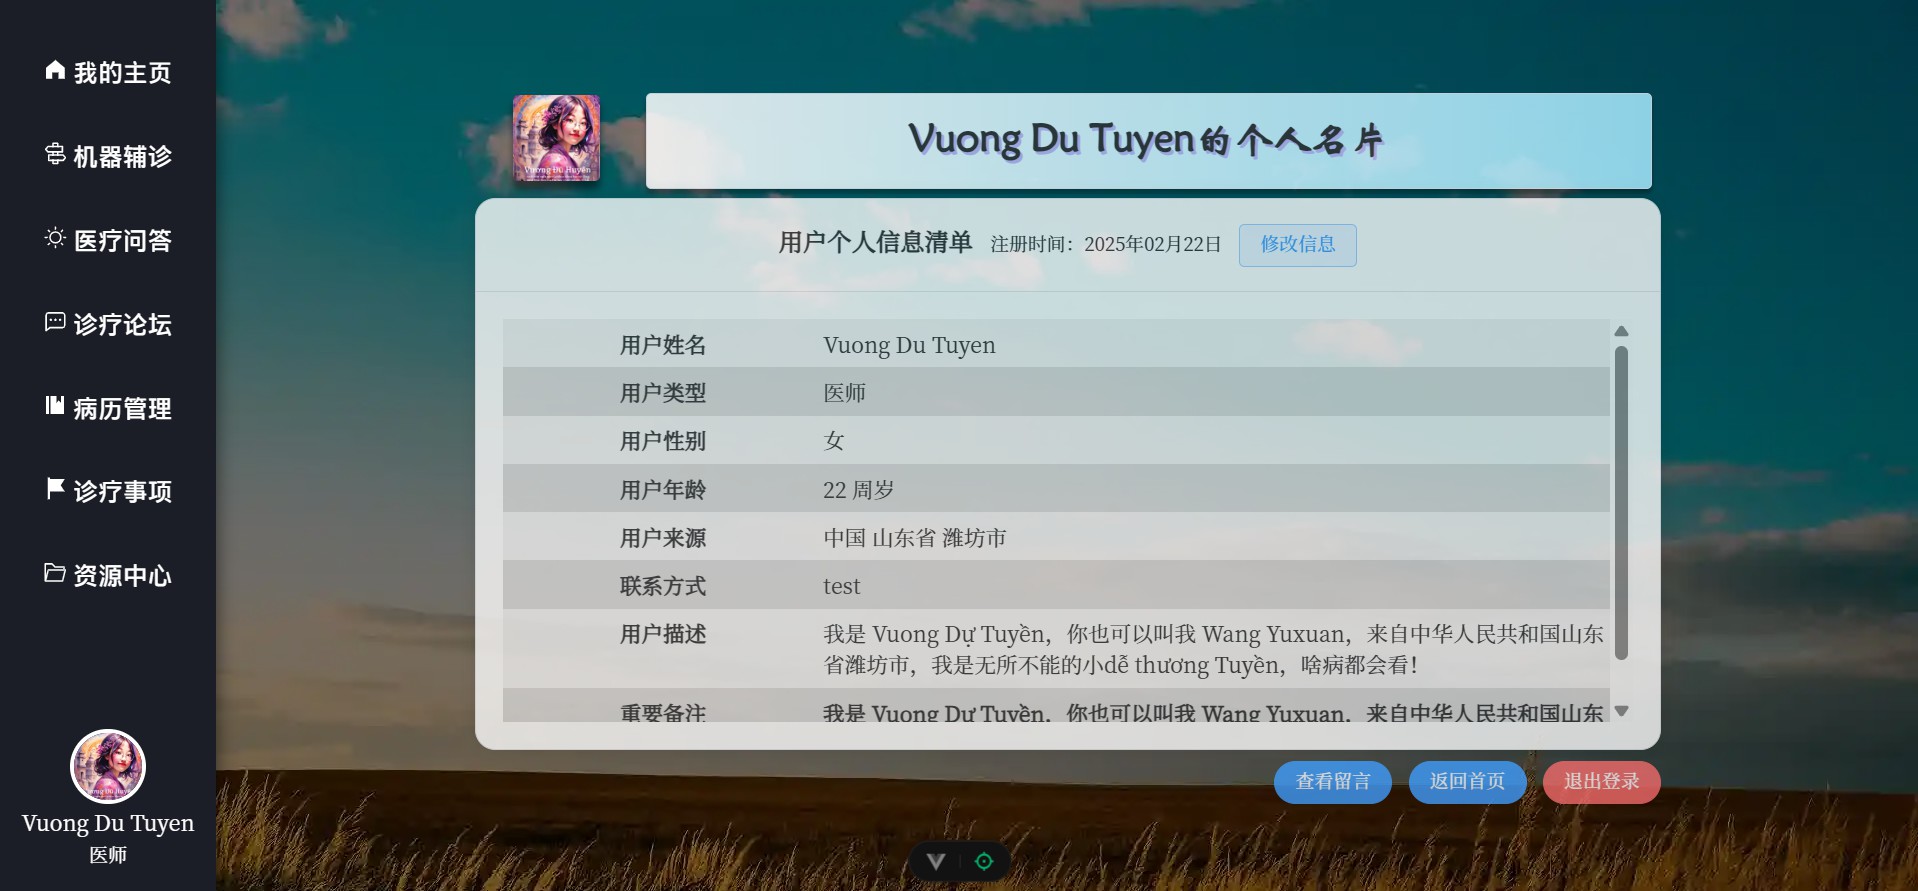 我的主页
机器辅诊
医疗问答
诊疗论坛
病历管理
诊疗事项
资源中心
Vuong Du Tuyen
医师
Vuong Du Tuyen的个人名片
用户个人信息清单 注册时间：2025年02月22日 修改信息
用户姓名 Vuong Du Tuyen
用户类型 医师
用户性别 女
用户年龄 22 周岁
用户来源 中国 山东省 潍坊市
联系方式 test
用户描述 我是 Vuong Dự Tuyền，你也可以叫我 Wang Yuxuan，来自中华人民共和国山东
省潍坊市，我是无所不能的小dễ thương Tuyền，啥病都会看！
重要备注 我是 Vuong Dự Tuyền，你也可以叫我 Wang Yuxuan，来自中华人民共和国山东
查看留言 返回首页 退出登录